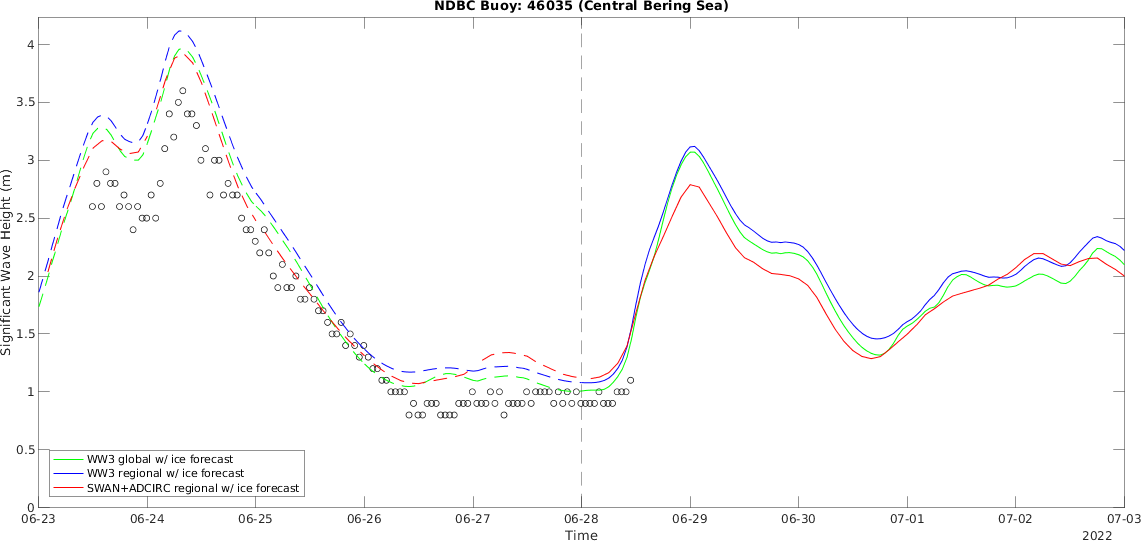 NDBC Buoy: 46035 (Central Bering Sea)
Significant Wave Height (m)
4
3.5
3
2.5
2
1.5
1
0.5
0
WW3 global w/ ice forecast
WW3 regional w/ ice forecast
SWAN+ADCIRC regional w/ ice forecast
06-23 06-24 06-25 06-26 06-27 06-28 06-29 06-30 07-01 07-02 07-03
Time
2022